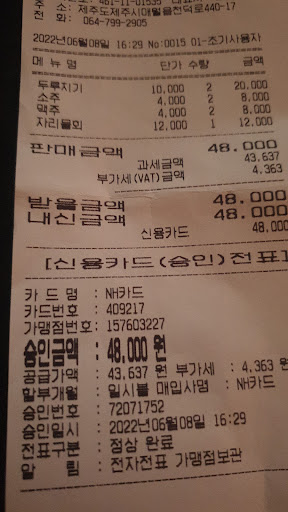 주 소: 제주도제주시애월읍천덕로440-17
전 화: 064-799-2905
2022년06월08일 16:29 No:0015 01-초기사용자
메 뉴 명 단가 수량 금액
두루치기 10,000 2 20,000
소주 4,000 2 8,000
맥주 4,000 2 8,000
자리물회 12,000 1 12,000
판매금액 48,000
과세금액 43,637
부가세(VAT)금액 4,363
받을금액 48,000
내신금액 48,000
신용카드 48,000
[신용카드(승인)전표]
카 드 명 : NH카드
카드번호 : 409217
가맹점번호: 157603227
승인금액 : 48,000 원
공급가액 : 43,637 원 부가세 : 4,363 원
할부개월 : 일시불 매입사명 : NH카드
승인번호 : 72071752
승인일시 : 2022년06월08일 16:29
전표구분 : 정상 완료
알 림 : 전자전표 가맹점보관